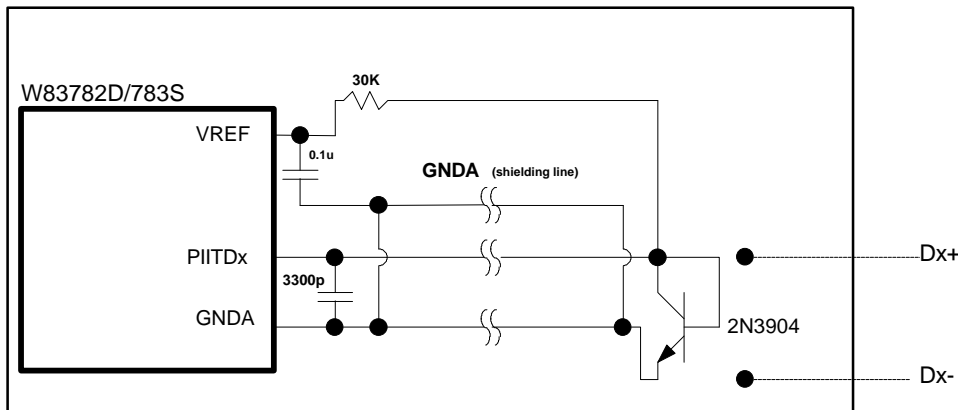 30K
W83782D/783S
VREF
0.1u
GNDA (shielding line)
PIITDx
Dx+
3300p
GNDA
2N3904
Dx-